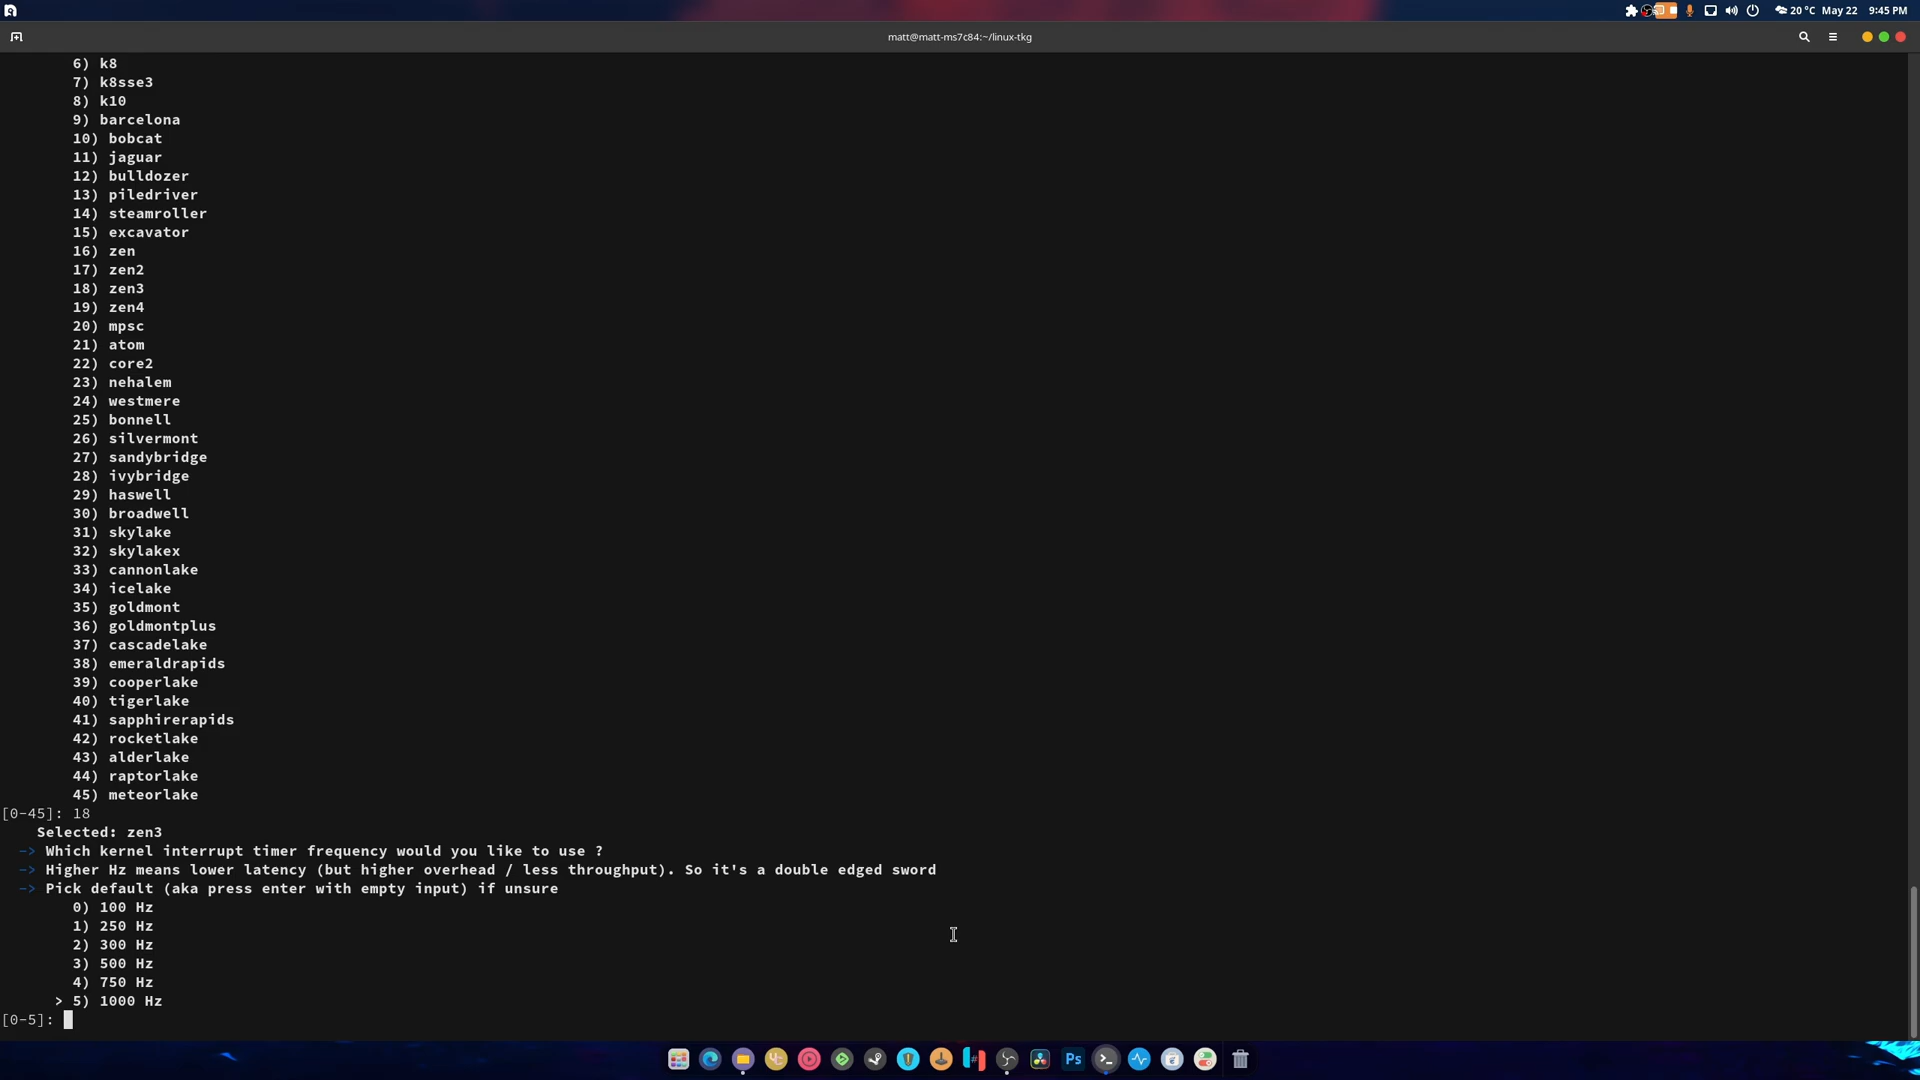 20 °C May 22 9:45 PM
matt@matt-ms7c84:~/linux-tkg
6) k8
7) k8sse3
8) k10
9) barcelona
10) bobcat
11) jaguar
12) bulldozer
13) piledriver
14) steamroller
15) excavator
16) zen
17) zen2
18) zen3
19) zen4
20) mpsc
21) atom
22) core2
23) nehalem
24) westmere
25) bonnell
26) silvermont
27) sandybridge
28) ivybridge
29) haswell
30) broadwell
31) skylake
32) skylakex
33) cannonlake
34) icelake
35) goldmont
36) goldmontplus
37) cascadelake
38) emeraldrapids
39) cooperlake
40) tigerlake
41) sapphirerapids
42) rocketlake
43) alderlake
44) raptorlake
45) meteorlake
[0-45]: 18
Selected: zen3
-> Which kernel interrupt timer frequency would you like to use ?
-> Higher Hz means lower latency (but higher overhead / less throughput). So it's a double edged sword
-> Pick default (aka press enter with empty input) if unsure
0) 100 Hz
1) 250 Hz
2) 300 Hz
3) 500 Hz
4) 750 Hz
> 5) 1000 Hz
[0-5]:
Ps